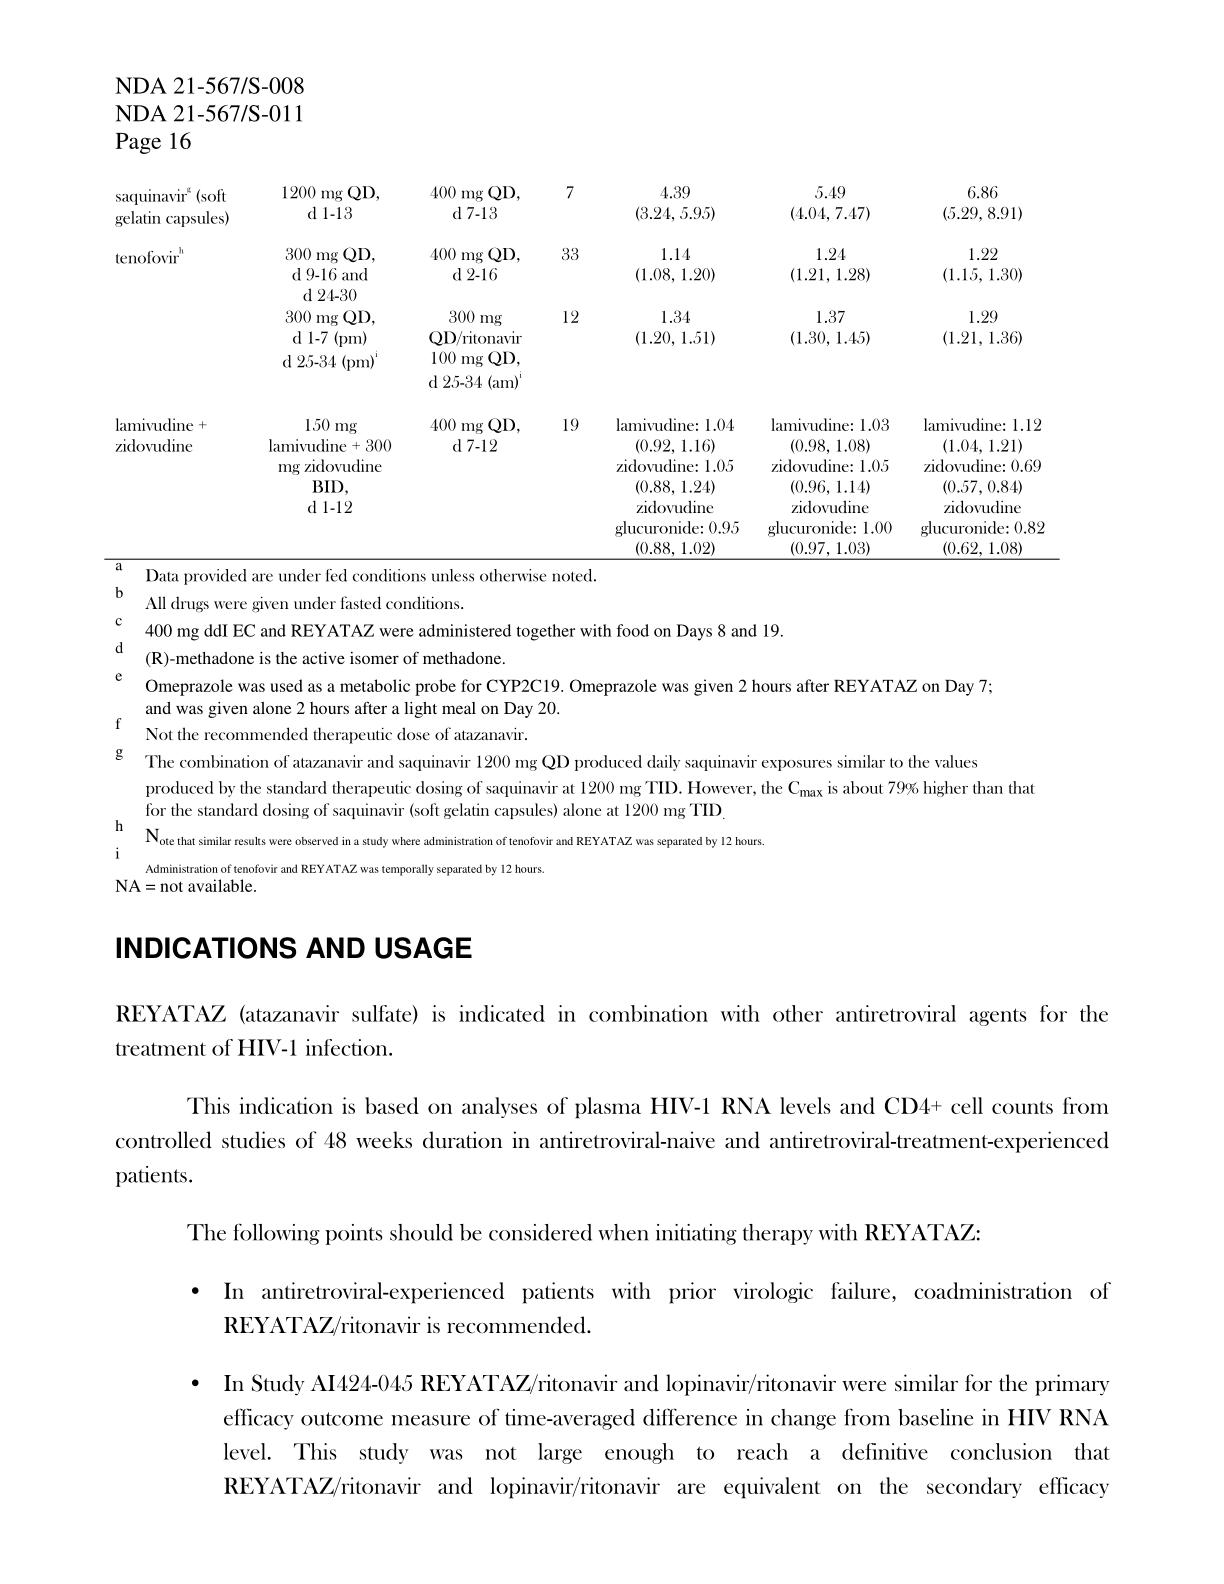 NDA 21-567/S-008
NDA 21-567/S-011
Page 16
saquinavirᵍ (soft gelatin capsules) 1200 mg QD, d 1-13 400 mg QD, d 7-13 7 4.39 (3.24, 5.95) 5.49 (4.04, 7.47) 6.86 (5.29, 8.91)
tenofovirʰ 300 mg QD, d 9-16 and d 24-30 400 mg QD, d 2-16 33 1.14 (1.08, 1.20) 1.24 (1.21, 1.28) 1.22 (1.15, 1.30)
300 mg QD, d 1-7 (pm) d 25-34 (pm)ⁱ 300 mg QD/ritonavir 100 mg QD, d 25-34 (am)ⁱ 12 1.34 (1.20, 1.51) 1.37 (1.30, 1.45) 1.29 (1.21, 1.36)
lamivudine + zidovudine 150 mg lamivudine + 300 mg zidovudine BID, d 1-12 400 mg QD, d 7-12 19 lamivudine: 1.04 (0.92, 1.16) zidovudine: 1.05 (0.88, 1.24) zidovudine glucuronide: 0.95 (0.88, 1.02) lamivudine: 1.03 (0.98, 1.08) zidovudine: 1.05 (0.96, 1.14) zidovudine glucuronide: 1.00 (0.97, 1.03) lamivudine: 1.12 (1.04, 1.21) zidovudine: 0.69 (0.57, 0.84) zidovudine glucuronide: 0.82 (0.62, 1.08)
a Data provided are under fed conditions unless otherwise noted.
b All drugs were given under fasted conditions.
c 400 mg ddI EC and REYATAZ were administered together with food on Days 8 and 19.
d (R)-methadone is the active isomer of methadone.
e Omeprazole was used as a metabolic probe for CYP2C19. Omeprazole was given 2 hours after REYATAZ on Day 7;
and was given alone 2 hours after a light meal on Day 20.
f Not the recommended therapeutic dose of atazanavir.
g The combination of atazanavir and saquinavir 1200 mg QD produced daily saquinavir exposures similar to the values
produced by the standard therapeutic dosing of saquinavir at 1200 mg TID. However, the Cmax is about 79% higher than that
for the standard dosing of saquinavir (soft gelatin capsules) alone at 1200 mg TID.
h Note that similar results were observed in a study where administration of tenofovir and REYATAZ was separated by 12 hours.
i Administration of tenofovir and REYATAZ was temporally separated by 12 hours.
NA = not available.
INDICATIONS AND USAGE
REYATAZ (atazanavir sulfate) is indicated in combination with other antiretroviral agents for the
treatment of HIV-1 infection.
This indication is based on analyses of plasma HIV-1 RNA levels and CD4+ cell counts from
controlled studies of 48 weeks duration in antiretroviral-naive and antiretroviral-treatment-experienced
patients.
The following points should be considered when initiating therapy with REYATAZ:
• In antiretroviral-experienced patients with prior virologic failure, coadministration of
REYATAZ/ritonavir is recommended.
• In Study AI424-045 REYATAZ/ritonavir and lopinavir/ritonavir were similar for the primary
efficacy outcome measure of time-averaged difference in change from baseline in HIV RNA
level. This study was not large enough to reach a definitive conclusion that
REYATAZ/ritonavir and lopinavir/ritonavir are equivalent on the secondary efficacy